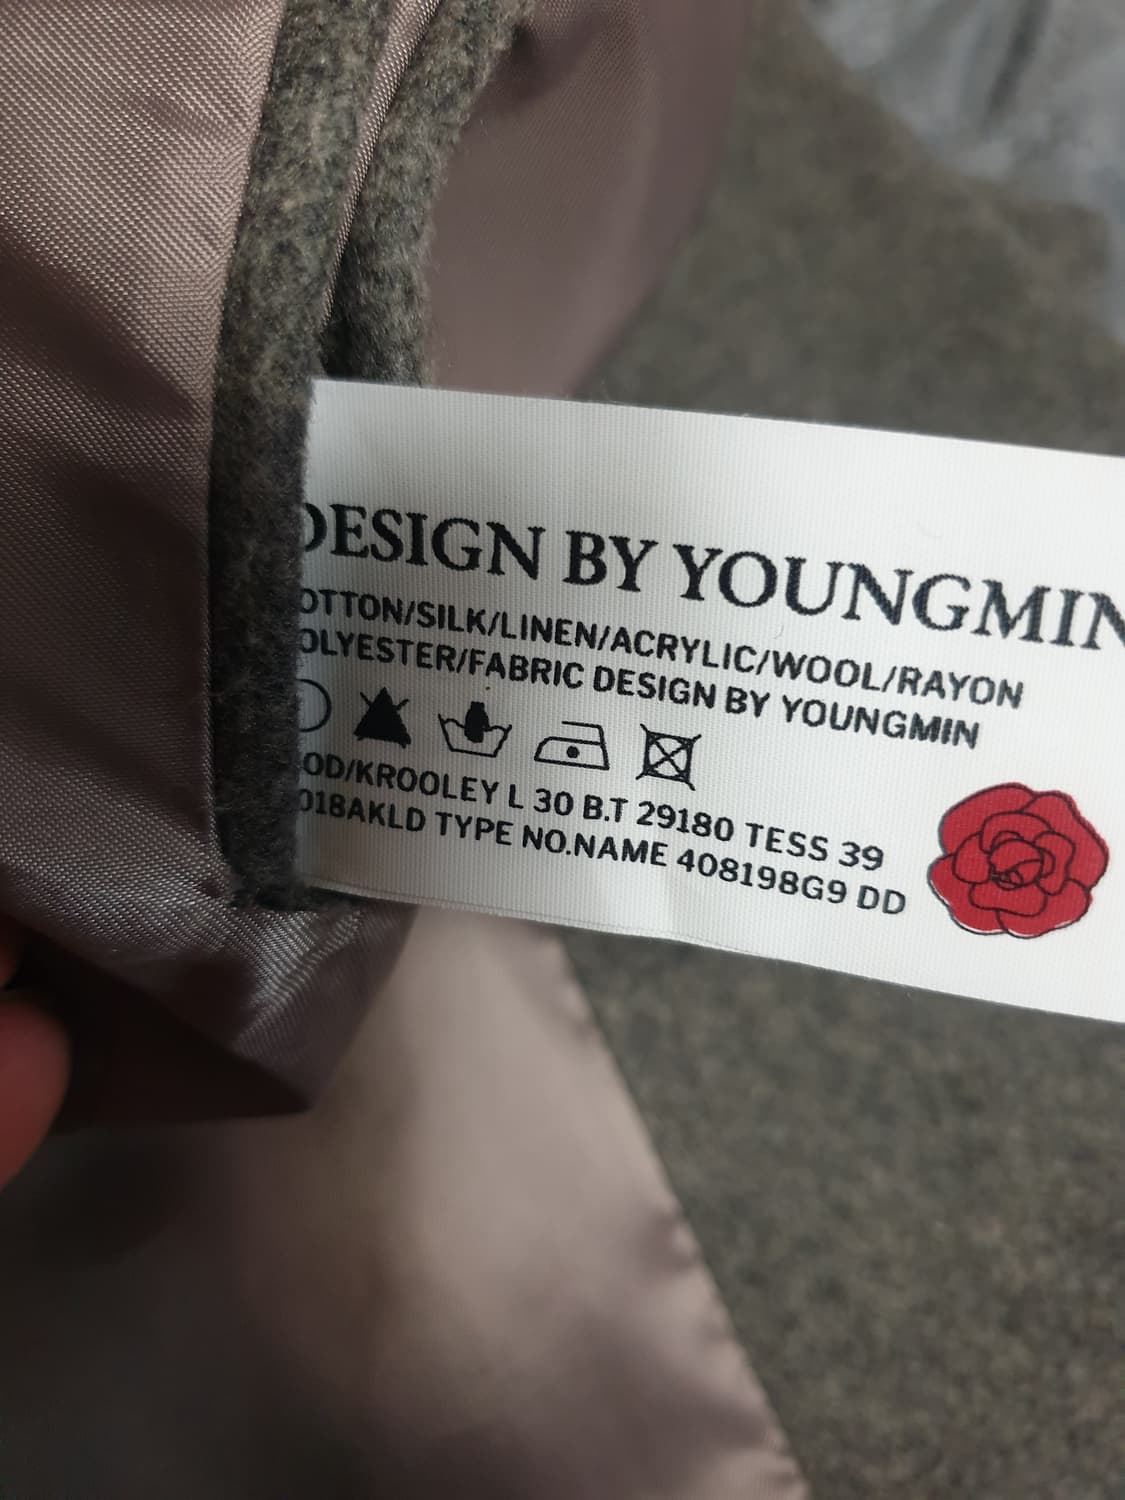 DESIGN BY YOUNGMIN
OTTON/SILK/LINEN/ACRYLIC/WOOL/RAYON
OLYESTER/FABRIC DESIGN BY YOUNGMIN
OD/KROOLEY L 30 B.T 29180 TESS 39
018AKLD TYPE NO.NAME 408198G9 DD